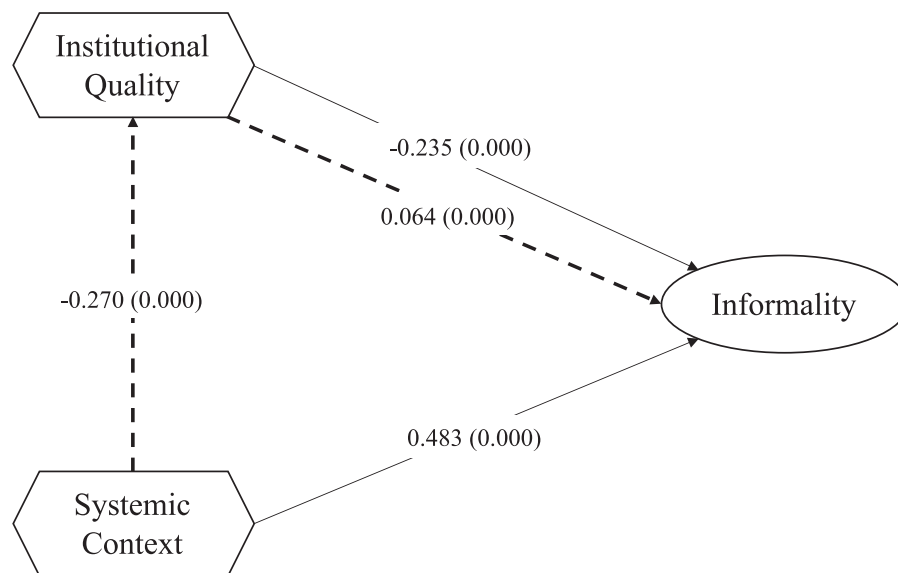 Institutional
Quality
-0.235 (0.000)
0.064 (0.000)
-0.270 (0.000)
Informality
0.483 (0.000)
Systemic
Context